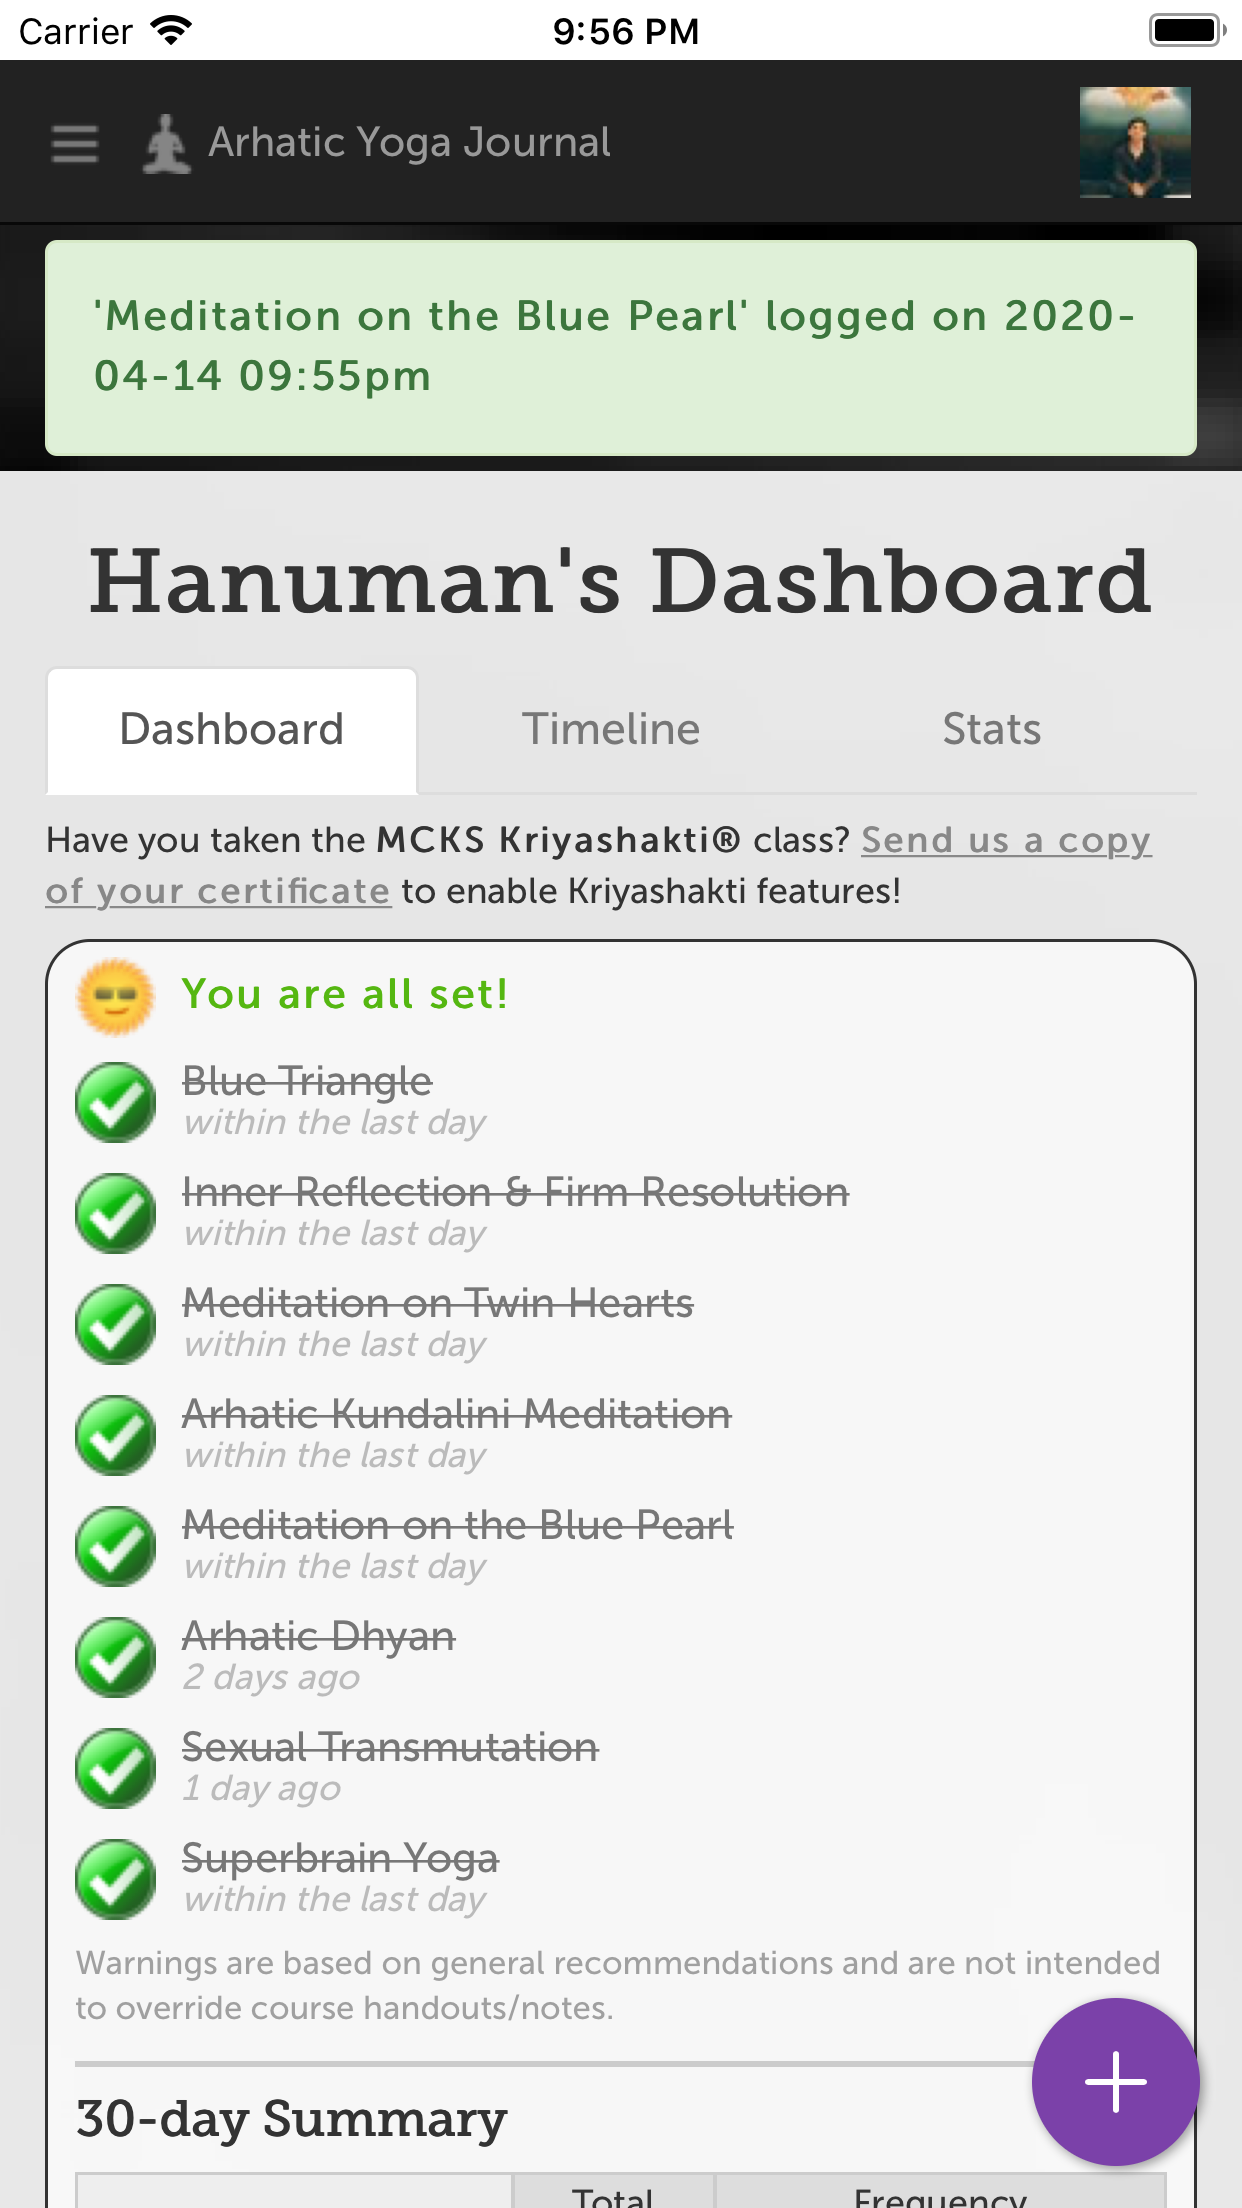 Carrier 9:56 PM
Arhatic Yoga Journal
'Meditation on the Blue Pearl' logged on 2020-
04-14 09:55pm
Hanuman's Dashboard
Dashboard Timeline Stats
Have you taken the MCKS Kriyashakti® class? Send us a copy
of your certificate to enable Kriyashakti features!
You are all set!
Blue Triangle
within the last day
Inner Reflection & Firm Resolution
within the last day
Meditation on Twin Hearts
within the last day
Arhatic Kundalini Meditation
within the last day
Meditation on the Blue Pearl
within the last day
Arhatic Dhyan
2 days ago
Sexual Transmutation
1 day ago
Superbrain Yoga
within the last day
Warnings are based on general recommendations and are not intended
to override course handouts/notes.
30-day Summary
Total Frequency